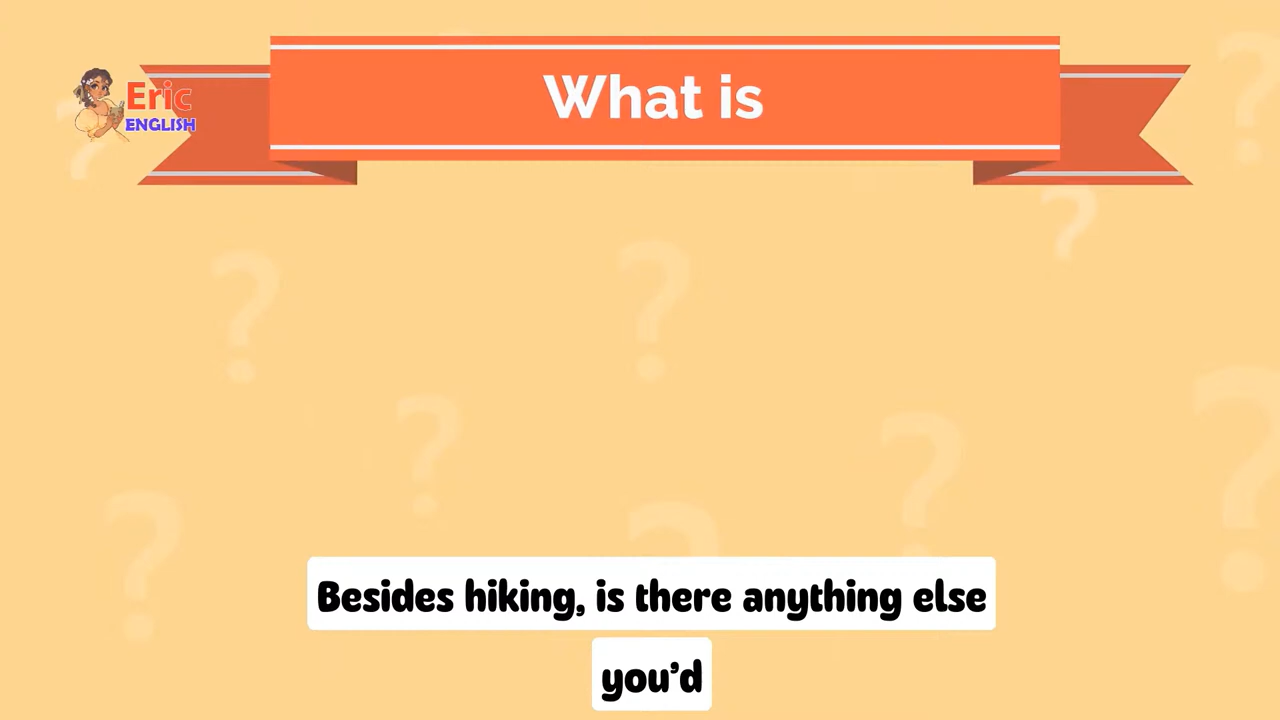 What is
Eric
ENGLISH
Besides hiking, is there anything else
you’d